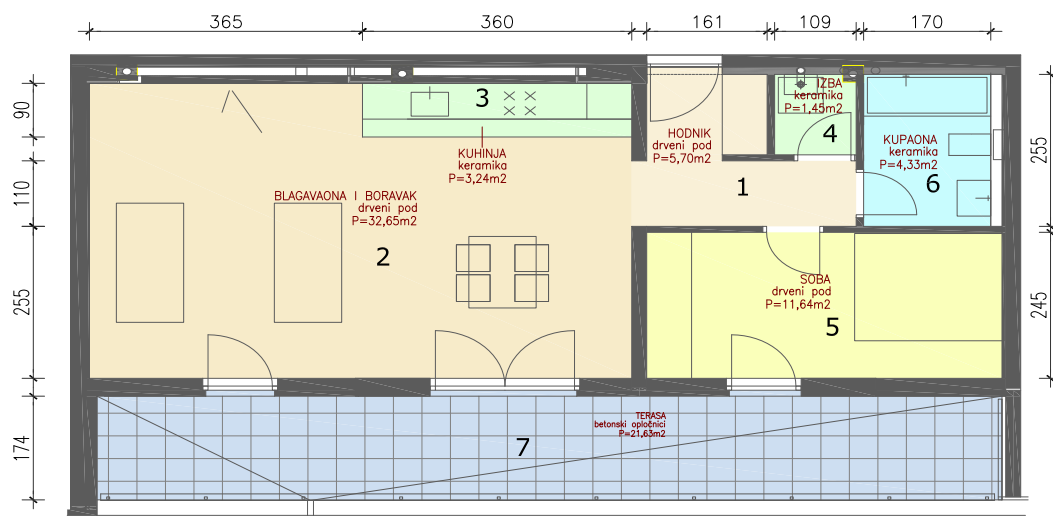 365
360
161
109
170
90
110
255
174
255
245
3
KUHINJA
keramika
P=3,24m2
HODNIK
drveni pod
P=5,70m2
IZBA
keramika
P=1,45m2
4
KUPAONA
keramika
P=4,33m2
6
1
BLAGAVAONA I BORAVAK
drveni pod
P=32,65m2
2
SOBA
drveni pod
P=11,64m2
5
TERASA
betonski opločnici
P=21,63m2
7